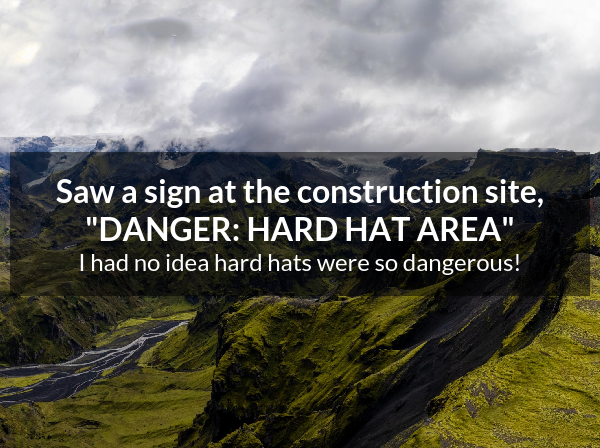 Saw a sign at the construction site,
"DANGER: HARD HAT AREA"
I had no idea hard hats were so dangerous!